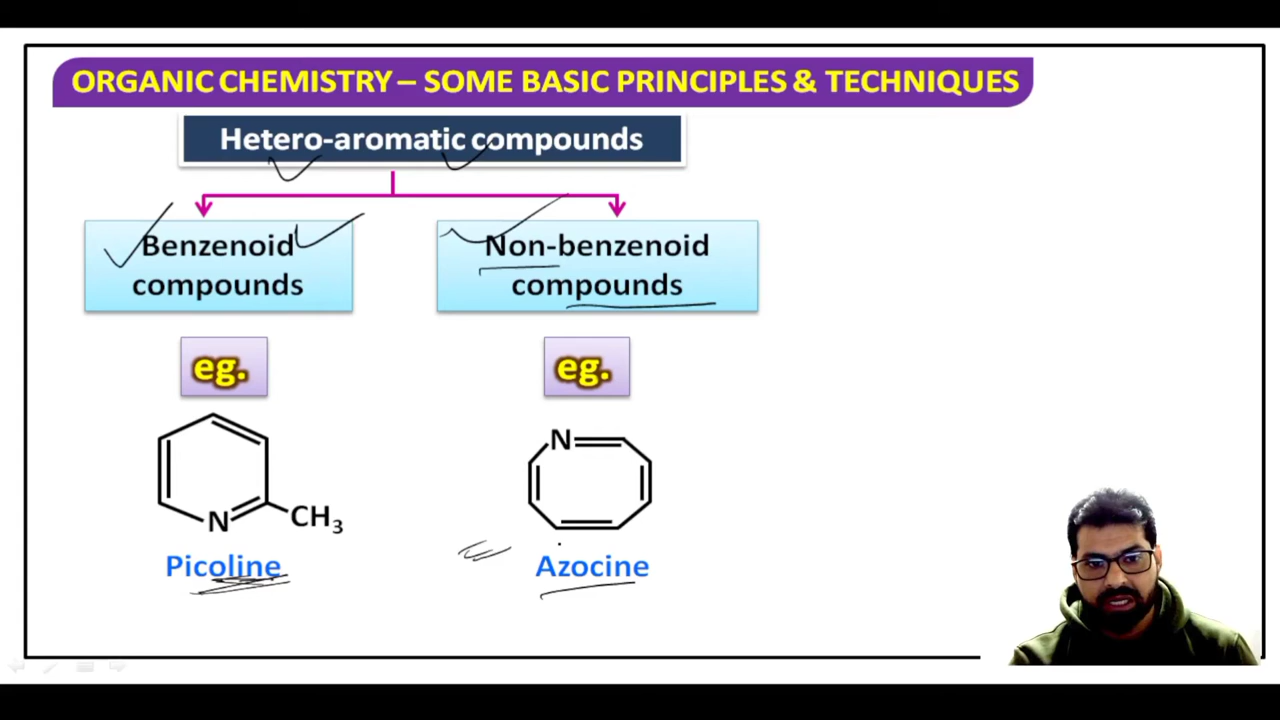 ORGANIC CHEMISTRY – SOME BASIC PRINCIPLES & TECHNIQUES
Hetero-aromatic compounds
Benzenoid
compounds
Non-benzenoid
compounds
eg.
eg.
N
CH3
Picoline
N
Azocine